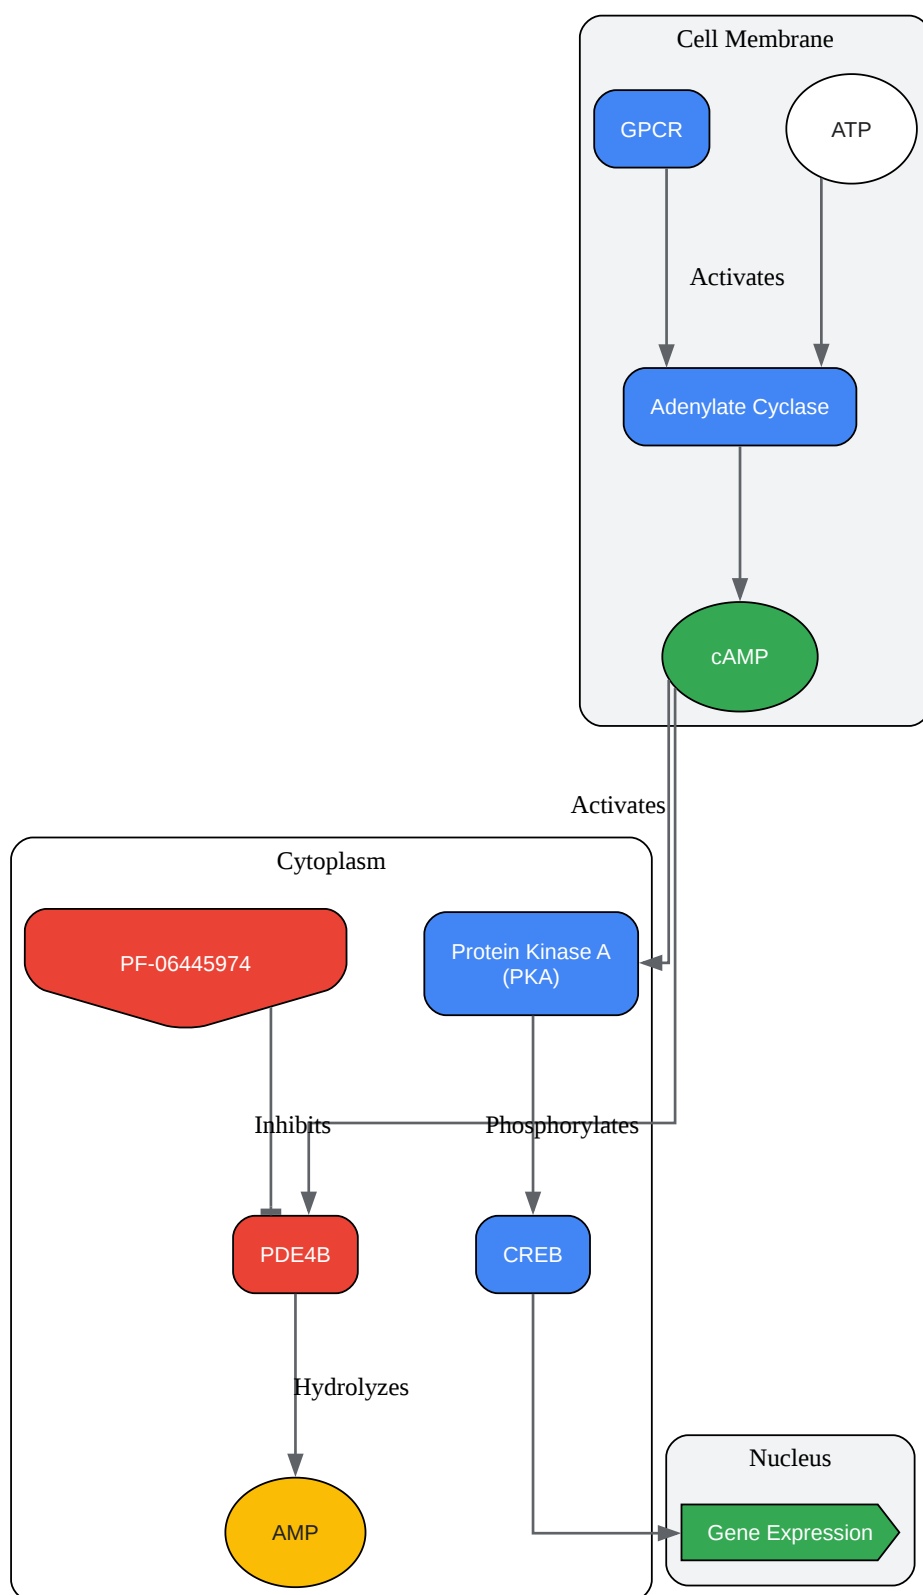 Cell Membrane
GPCR
ATP
Activates
Adenylate Cyclase
cAMP
Activates
Cytoplasm
PF-06445974
Protein Kinase A
(PKA)
Inhibits
Phosphorylates
PDE4B
CREB
Hydrolyzes
Nucleus
AMP
Gene Expression